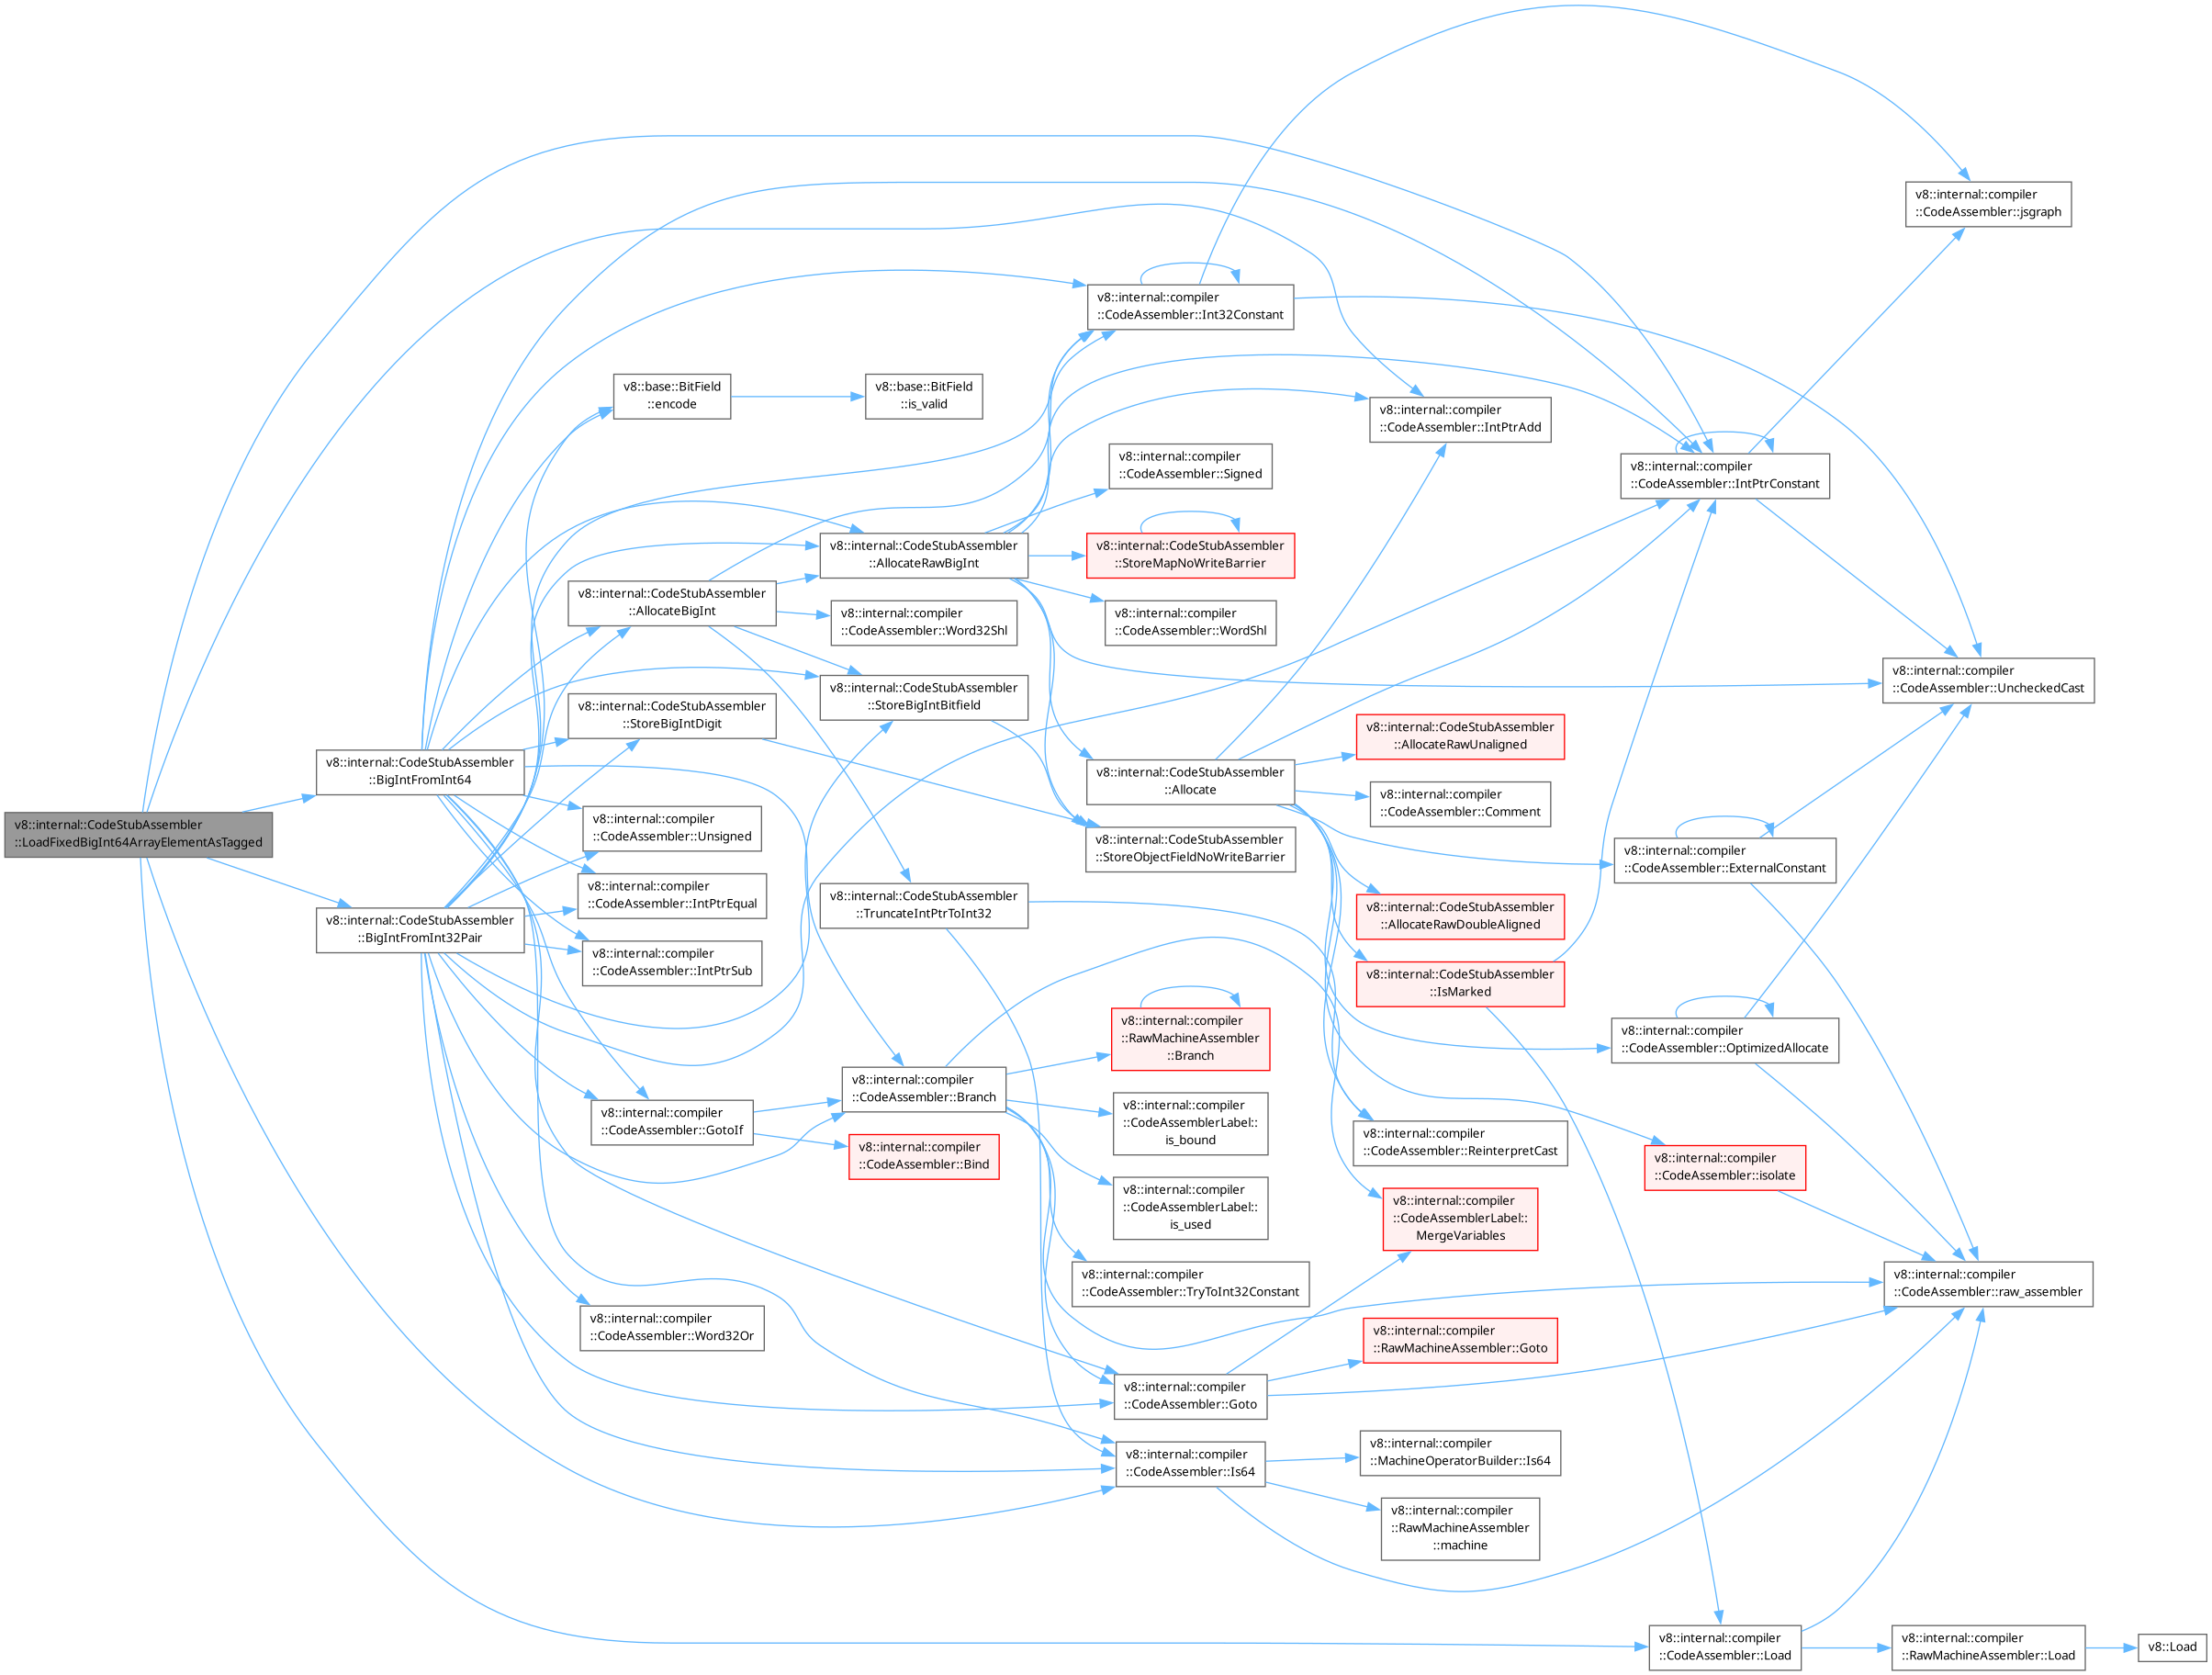 v8::internal::CodeStubAssembler
::LoadFixedBigInt64ArrayElementAsTagged
v8::internal::CodeStubAssembler
::BigIntFromInt64
v8::internal::CodeStubAssembler
::BigIntFromInt32Pair
v8::base::BitField
::encode
v8::internal::CodeStubAssembler
::AllocateBigInt
v8::internal::CodeStubAssembler
::StoreBigIntDigit
v8::internal::compiler
::CodeAssembler::Unsigned
v8::internal::compiler
::CodeAssembler::IntPtrEqual
v8::internal::compiler
::CodeAssembler::IntPtrSub
v8::internal::compiler
::CodeAssembler::GotoIf
v8::internal::compiler
::CodeAssembler::Word32Or
v8::base::BitField
::is_valid
v8::internal::CodeStubAssembler
::AllocateRawBigInt
v8::internal::compiler
::CodeAssembler::Word32Shl
v8::internal::CodeStubAssembler
::StoreBigIntBitfield
v8::internal::CodeStubAssembler
::TruncateIntPtrToInt32
v8::internal::compiler
::CodeAssembler::Branch
v8::internal::compiler
::CodeAssembler::Bind
v8::internal::compiler
::CodeAssembler::Int32Constant
v8::internal::compiler
::CodeAssembler::Signed
v8::internal::CodeStubAssembler
::StoreMapNoWriteBarrier
v8::internal::compiler
::CodeAssembler::WordShl
v8::internal::CodeStubAssembler
::Allocate
v8::internal::CodeStubAssembler
::StoreObjectFieldNoWriteBarrier
v8::internal::compiler
::RawMachineAssembler
::Branch
v8::internal::compiler
::CodeAssemblerLabel::
is_bound
v8::internal::compiler
::CodeAssemblerLabel::
is_used
v8::internal::compiler
::CodeAssembler::TryToInt32Constant
v8::internal::compiler
::CodeAssembler::Goto
v8::internal::compiler
::CodeAssembler::Is64
v8::internal::compiler
::CodeAssembler::IntPtrAdd
v8::internal::CodeStubAssembler
::AllocateRawUnaligned
v8::internal::compiler
::CodeAssembler::Comment
v8::internal::CodeStubAssembler
::AllocateRawDoubleAligned
v8::internal::CodeStubAssembler
::IsMarked
v8::internal::compiler
::CodeAssembler::ReinterpretCast
v8::internal::compiler
::CodeAssemblerLabel::
MergeVariables
v8::internal::compiler
::RawMachineAssembler::Goto
v8::internal::compiler
::MachineOperatorBuilder::Is64
v8::internal::compiler
::RawMachineAssembler
::machine
v8::internal::compiler
::CodeAssembler::IntPtrConstant
v8::internal::compiler
::CodeAssembler::ExternalConstant
v8::internal::compiler
::CodeAssembler::OptimizedAllocate
v8::internal::compiler
::CodeAssembler::isolate
v8::internal::compiler
::CodeAssembler::Load
v8::internal::compiler
::CodeAssembler::jsgraph
v8::internal::compiler
::CodeAssembler::UncheckedCast
v8::internal::compiler
::CodeAssembler::raw_assembler
v8::internal::compiler
::RawMachineAssembler::Load
v8::Load